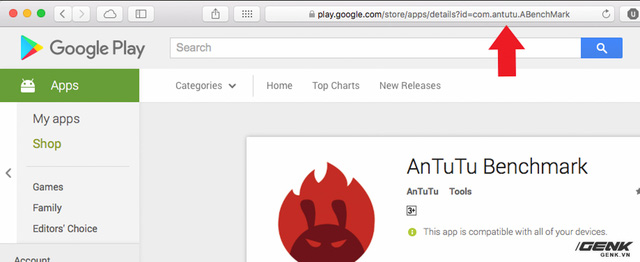 play.google.com/store/apps/details?id=com.antutu.ABenchMark
Google Play
Search
Apps
Categories
Home
Top Charts
New Releases
My apps
Shop
Games
Family
Editors' Choice
Account
AnTuTu Benchmark
AnTuTu Tools
3+
This app is compatible with all of your devices.
GENK
GENK.VN